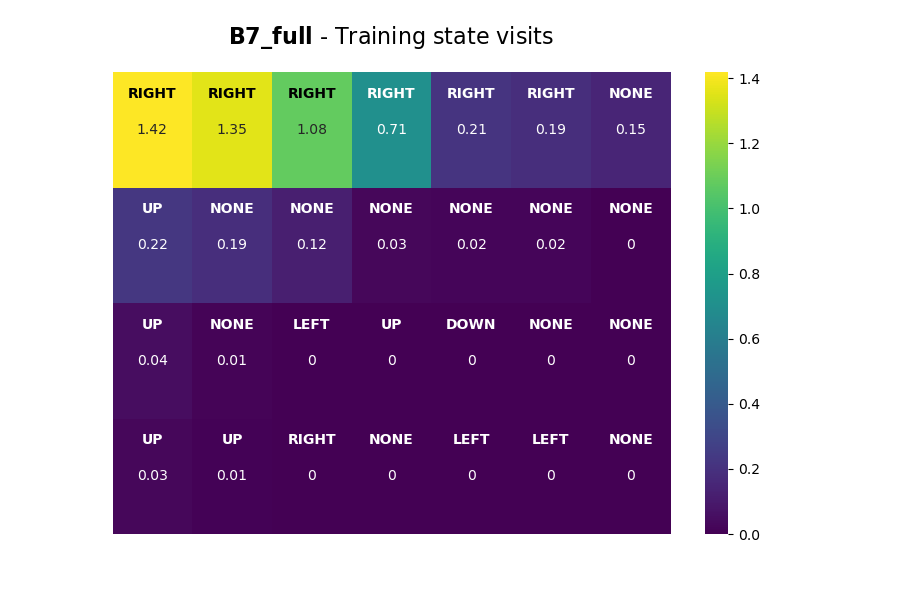 B7_full - Training state visits
RIGHT RIGHT RIGHT RIGHT RIGHT RIGHT NONE
1.42 1.35 1.08 0.71 0.21 0.19 0.15
UP NONE NONE NONE NONE NONE NONE
0.22 0.19 0.12 0.03 0.02 0.02 0
UP NONE LEFT UP DOWN NONE NONE
0.04 0.01 0 0 0 0 0
UP UP RIGHT NONE LEFT LEFT NONE
0.03 0.01 0 0 0 0 0
1.4
1.2
1.0
0.8
0.6
0.4
0.2
0.0